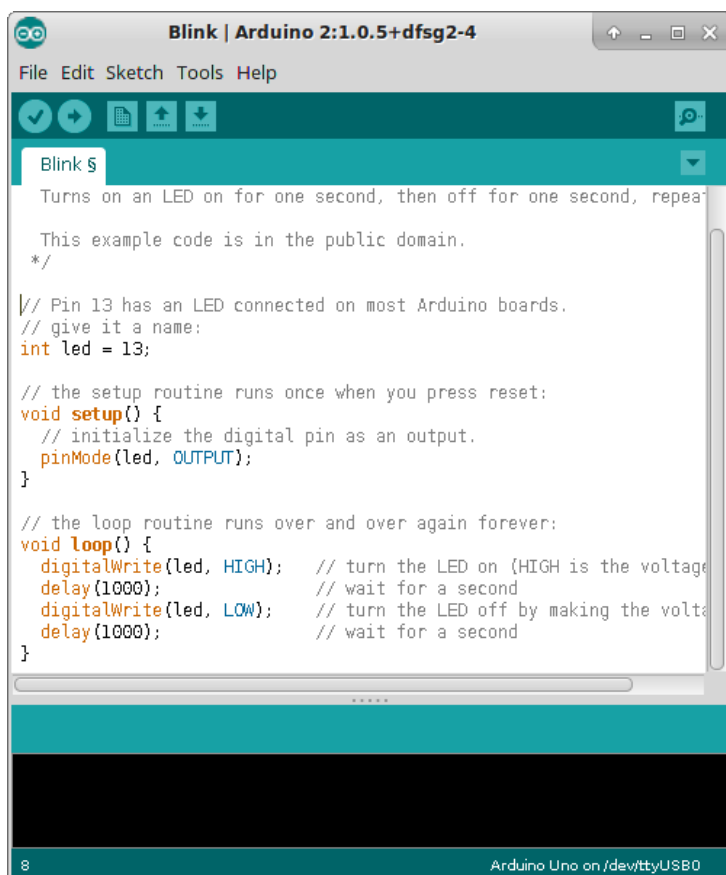 Blink | Arduino 2:1.0.5+dfsg2-4
File Edit Sketch Tools Help
Blink §
  Turns on an LED on for one second, then off for one second, repeat

  This example code is in the public domain.
 */

// Pin 13 has an LED connected on most Arduino boards.
// give it a name:
int led = 13;

// the setup routine runs once when you press reset:
void setup() {
  // initialize the digital pin as an output.
  pinMode(led, OUTPUT);
}

// the loop routine runs over and over again forever:
void loop() {
  digitalWrite(led, HIGH);   // turn the LED on (HIGH is the voltage
  delay(1000);               // wait for a second
  digitalWrite(led, LOW);    // turn the LED off by making the volta
  delay(1000);               // wait for a second
}
8 Arduino Uno on /dev/ttyUSB0